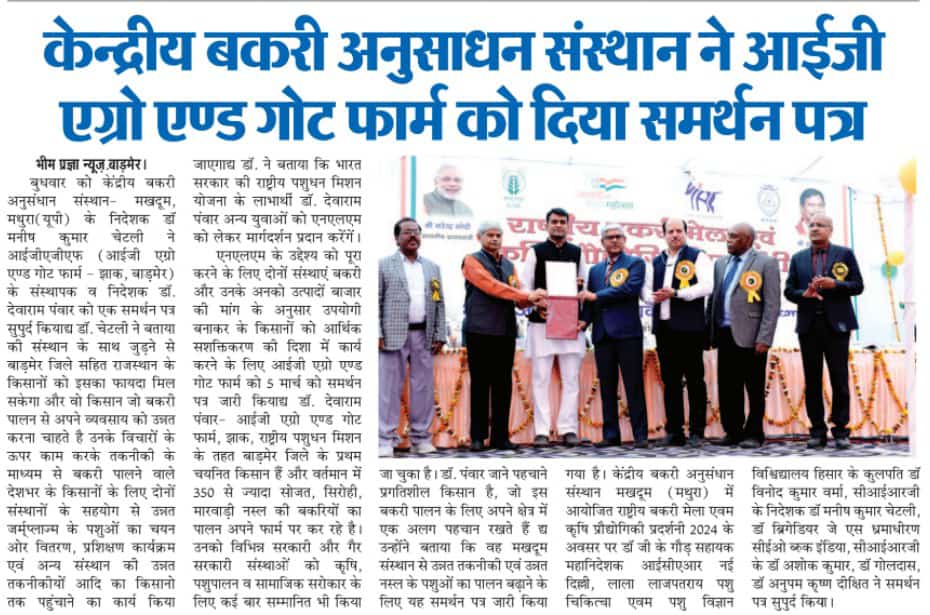 केन्द्रीय बकरी अनुसाधन संस्थान ने आईजी
एग्रो एण्ड गोट फार्म को दिया समर्थन पत्र
भीम प्रज्ञा न्यूज़.बाड़मेर।
बुधवार को केंद्रीय बकरी
अनुसंधान संस्थान- मखदूम,
मथुरा(यूपी) के निदेशक डॉ
मनीष कुमार चेटली ने
आईजीएजीएफ (आईजी एग्रो
एण्ड गोट फार्म - झाक, बाड़मेर)
के संस्थापक व निदेशक डॉ.
देवाराम पंवार को एक समर्थन पत्र
सुपुर्द कियाद्य डॉ. चेटली ने बताया
की संस्थान के साथ जुड़ने से
बाड़मेर जिले सहित राजस्थान के
किसानों को इसका फायदा मिल
सकेगा और वो किसान जो बकरी
पालन से अपने व्यवसाय को उन्नत
करना चाहते है उनके विचारों के
ऊपर काम करके तकनीकी के
माध्यम से बकरी पालने वाले
देशभर के किसानों के लिए दोनों
संस्थानों के सहयोग से उन्नत
जर्मप्लाज्म के पशुओं का चयन
ओर वितरण, प्रशिक्षण कार्यक्रम
एवं अन्य संस्थान की उन्नत
तकनीकीयों आदि का किसानो
तक पहुंचाने का कार्य किया
जाएगाद्य डॉ. ने बताया कि भारत
सरकार की राष्ट्रीय पशुधन मिशन
योजना के लाभार्थी डॉ. देवाराम
पंवार अन्य युवाओं को एनएलएम
को लेकर मार्गदर्शन प्रदान करेंगें।
एनएलएम के उद्देश्य को पूरा
करने के लिए दोनों संस्थाएं बकरी
और उनके अनको उत्पादों बाजार
की मांग के अनुसार उपयोगी
बनाकर के किसानों को आर्थिक
सशक्तिकरण की दिशा में कार्य
करने के लिए आईजी एग्रो एण्ड
गोट फार्म को 5 मार्च को समर्थन
पत्र जारी कियाद्य डॉ. देवाराम
पंवार- आईजी एग्रो एण्ड गोट
फार्म, झाक, राष्ट्रीय पशुधन मिशन
के तहत बाड़मेर जिले के प्रथम
चयनित किसान हैं और वर्तमान में
350 से ज्यादा सोजत, सिरोही,
मारवाड़ी नस्ल की बकरियों का
पालन अपने फार्म पर कर रहे है।
उनको विभिन्न सरकारी और गैर
सरकारी संस्थाओं को कृषि,
पशुपालन व सामाजिक सरोकार के
लिए कई बार सम्मानित भी किया
श्री नरेन्द्र मोदी
राष्ट्रीय बकरी मेला एवं
जा चुका है। डॉ. पंवार जाने पहचाने
प्रगतिशील किसान है, जो इस
बकरी पालन के लिए अपने क्षेत्र में
एक अलग पहचान रखते हैं द्य
उन्होंने बताया कि वह मखदूम
संस्थान से उन्नत तकनीकी एवं उन्नत
नस्ल के पशुओं का पालन बढ़ाने के
लिए यह समर्थन पत्र जारी किया
गया है। केंद्रीय बकरी अनुसंधान
संस्थान मखदूम (मथुरा) में
आयोजित राष्ट्रीय बकरी मेला एवम
कृषि प्रौद्योगिकी प्रदर्शनी 2024 के
अवसर पर डॉ जी के गौड़ सहायक
महानिदेशक आईसीएआर नई
दिल्ली, लाला लाजपतराय पशु
चिकित्चा एवम पशु विज्ञान
विश्विद्यालय हिसार के कुलपति डॉ
विनोद कुमार वर्मा, सीआईआरजी
के निदेशक डॉ मनीष कुमार चेटली,
डॉ ब्रिगेडियर जे एस ध्रमाधीरण
सीईओ ब्रुक इंडिया, सीआईआरजी
के डॉ अशोक कुमार, डॉ गोलदास,
डॉ अनुपम कृष्ण दीक्षित ने समर्थन
पत्र सुपुर्द किया।